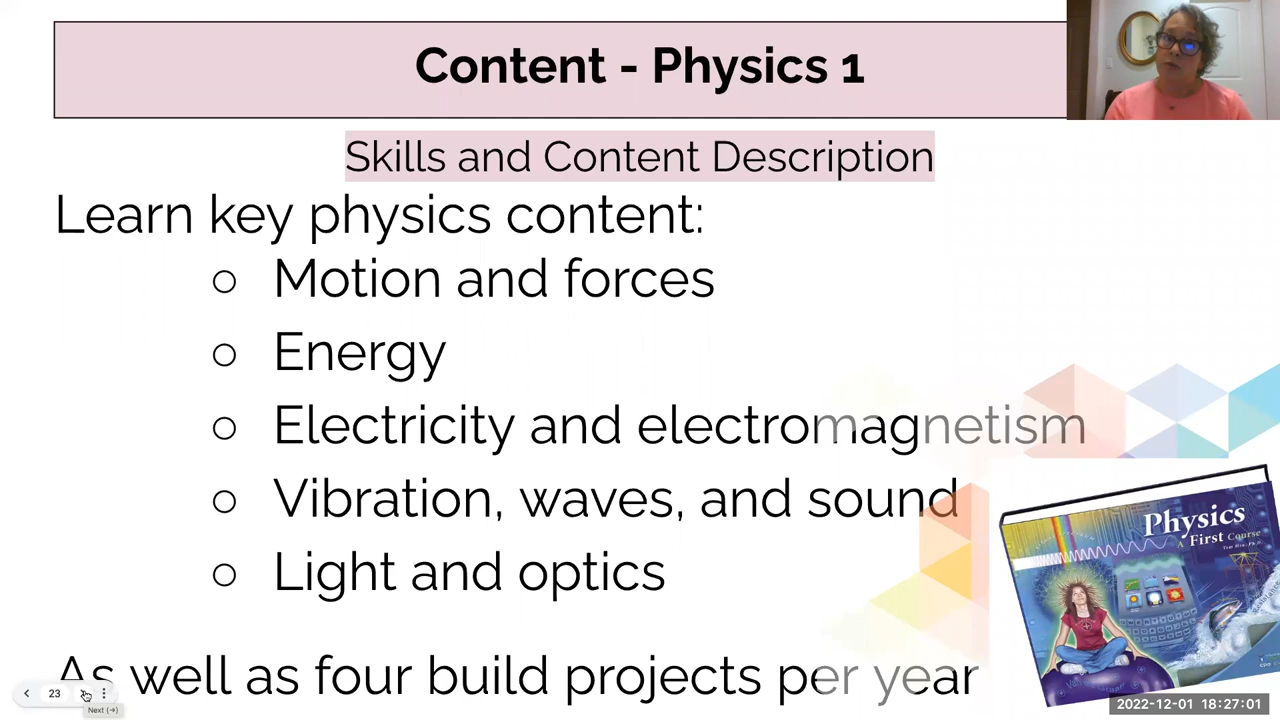 Content - Physics 1
Skills and Content Description
Learn key physics content:
○ Motion and forces
○ Energy
○ Electricity and electromagnetism
○ Vibration, waves, and sound
○ Light and optics
Physics
A First Course
As well as four build projects per year
23
Next (→)
2022-12-01 18:27:01